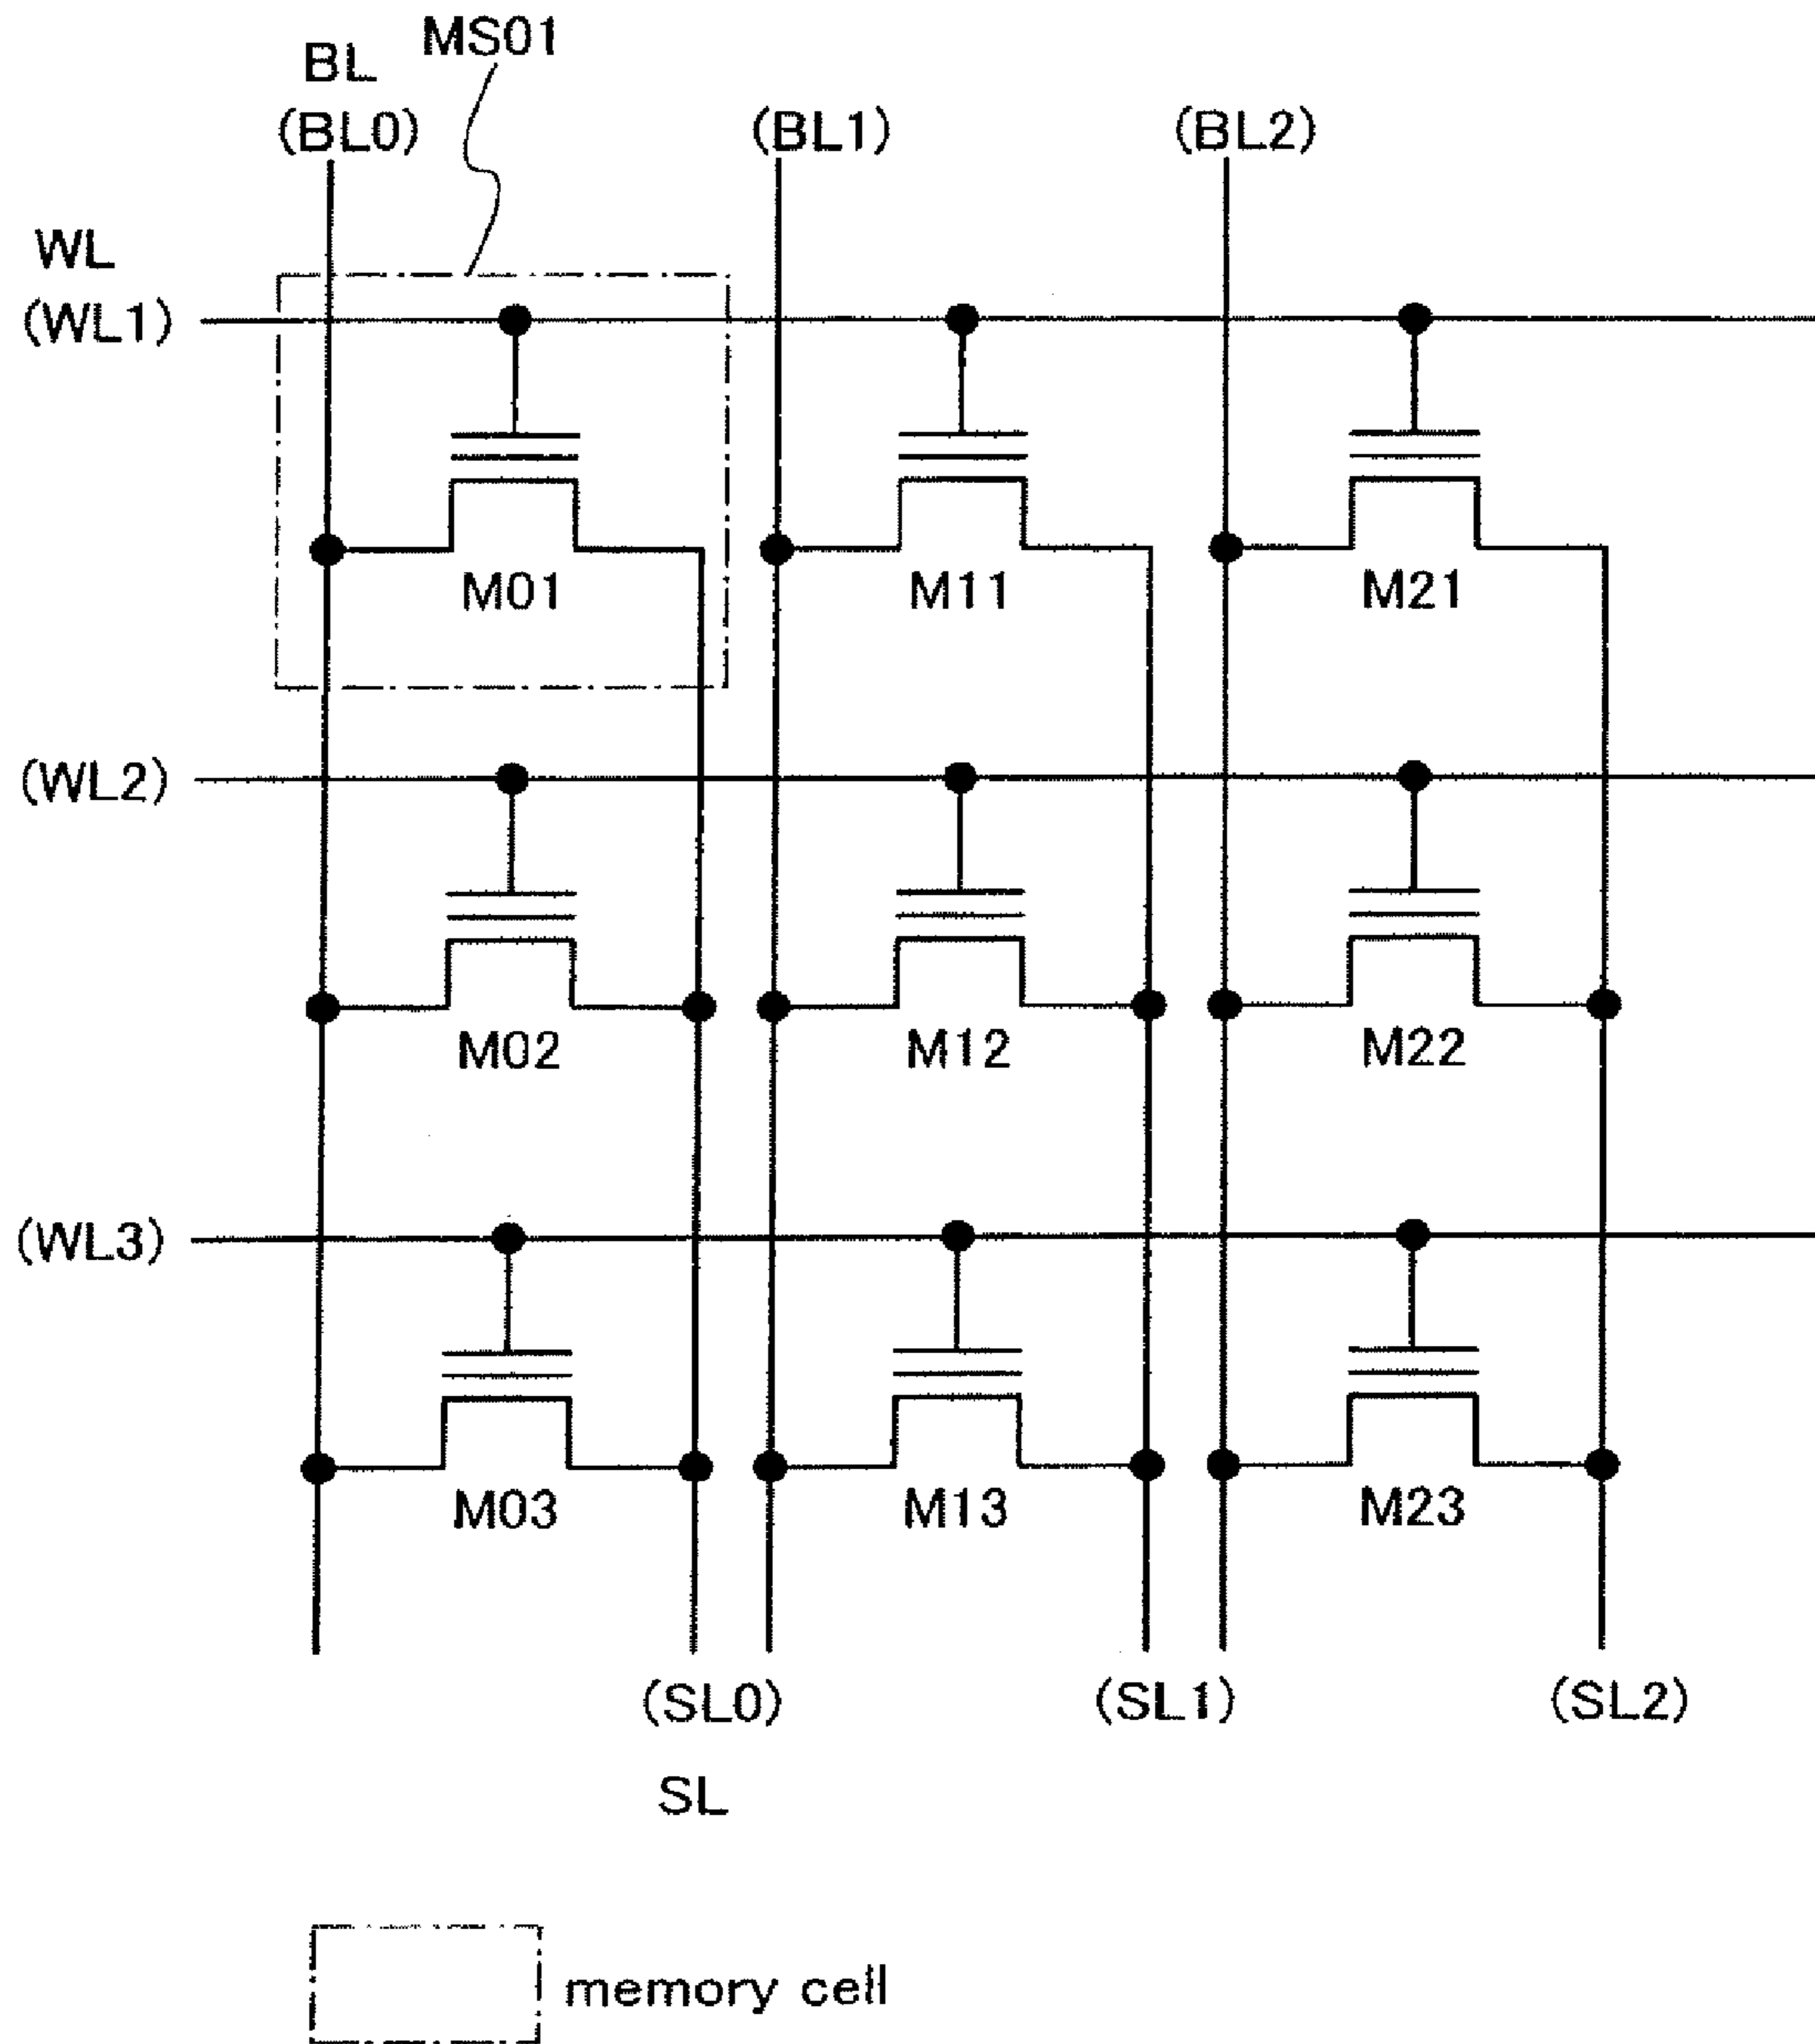 MS01
BL
(BL0)
(BL1)
(BL2)
WL
(WL1)
M01
M11
M21
(WL2)
M02
M12
M22
(WL3)
M03
M13
M23
(SL0)
(SL1)
(SL2)
SL
memory cell